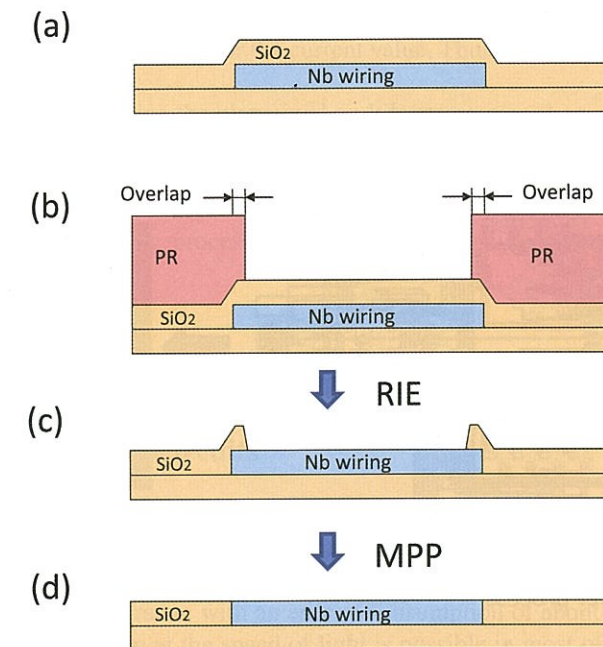 (a)
SiO2
Nb wiring
(b)
Overlap
Overlap
PR
PR
SiO2
Nb wiring
RIE
(c)
SiO2
Nb wiring
MPP
(d)
SiO2
Nb wiring